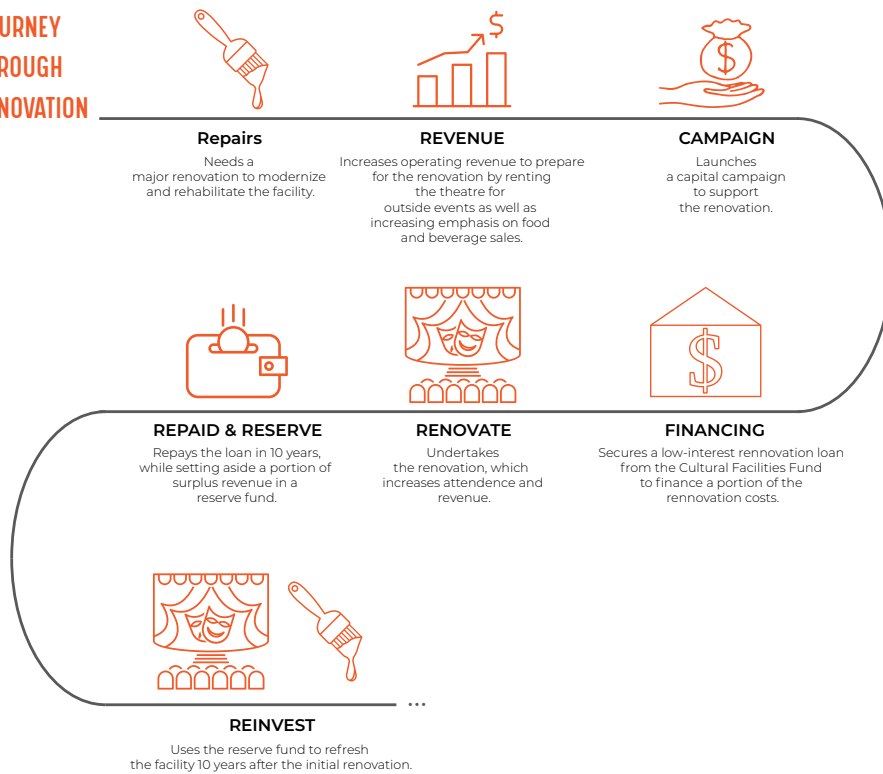 URNEY
ROUGH
NOVATION
$
Repairs
Needs a
major renovation to modernize
and rehabilitate the facility.
REVENUE
Increases operating revenue to prepare
for the renovation by renting
the theatre for
outside events as well as
increasing emphasis on food
and beverage sales.
$
CAMPAIGN
Launches
a capital campaign
to support
the renovation.
$
FINANCING
Secures a low-interest rennovation loan
from the Cultural Facilities Fund
to finance a portion of the
rennovation costs.
RENOVATE
Undertakes
the renovation, which
increases attendence and
revenue.
REPAID & RESERVE
Repays the loan in 10 years,
while setting aside a portion of
surplus revenue in a
reserve fund.
...
REINVEST
Uses the reserve fund to refresh
the facility 10 years after the initial renovation.